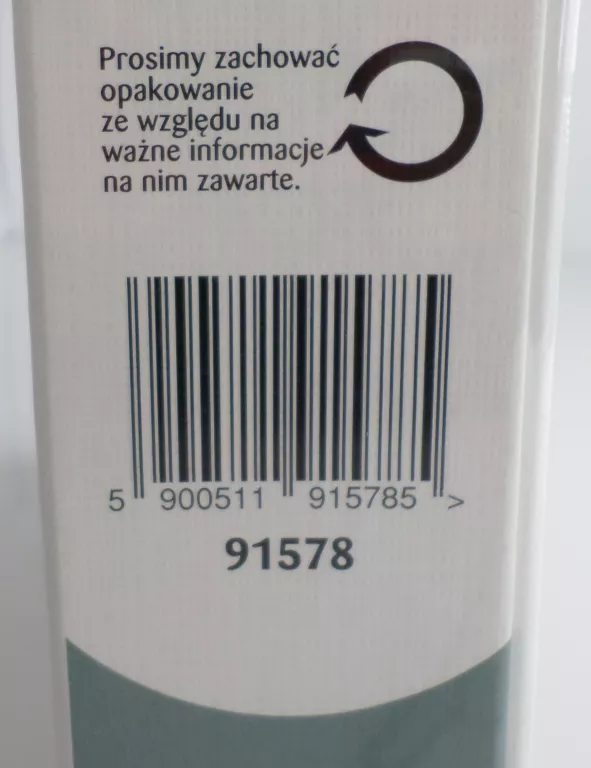 Prosimy zachować
opakowanie
ze względu na
ważne informacje
na nim zawarte.
5 900511 915785 >
91578